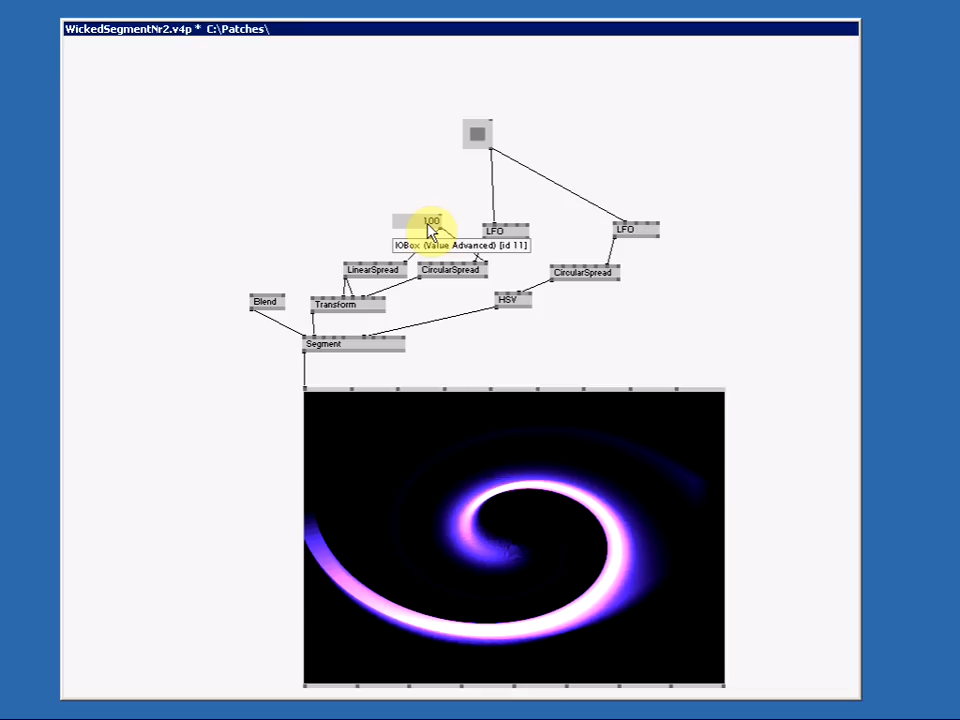 WickedSegmentNr2.v4p * C:\Patches\
100
LFO
LFO
IOBox (Value Advanced) [id 11]
LinearSpread
CircularSpread
CircularSpread
Blend
Transform
HSV
Segment